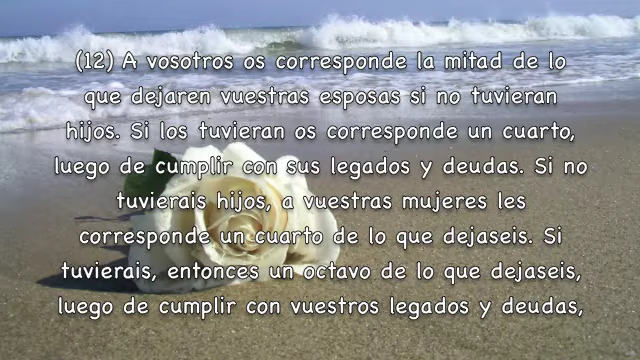 (12) A vosotros os corresponde la mitad de lo
que dejaren vuestras esposas si no tuvieran
hijos. Si los tuvieran os corresponde un cuarto,
luego de cumplir con sus legados y deudas. Si no
tuvierais hijos, a vuestras mujeres les
corresponde un cuarto de lo que dejaseis. Si
tuvierais, entonces un octavo de lo que dejaseis,
luego de cumplir con vuestros legados y deudas,